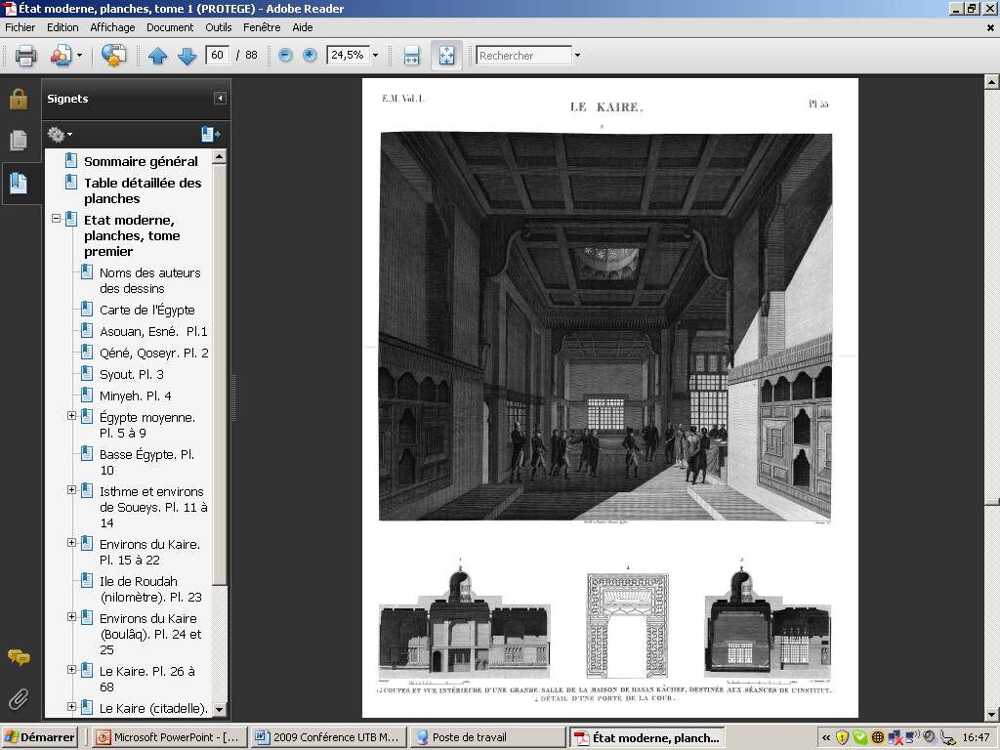 État moderne, planches, tome 1 (PROTEGE) - Adobe Reader
Fichier Edition Affichage Document Outils Fenêtre Aide
60 / 88 24,5% Rechercher
Signets
Sommaire général
Table détaillée des
planches
Etat moderne,
planches, tome
premier
Noms des auteurs
des dessins
Carte de l'Égypte
Asouan, Esné. Pl.1
Qéné, Qoseyr. Pl. 2
Syout. Pl. 3
Minyeh. Pl. 4
Égypte moyenne.
Pl. 5 à 9
Basse Égypte. Pl.
10
Isthme et environs
de Soueys. Pl. 11 à
14
Environs du Kaire.
Pl. 15 à 22
Ile de Roudah
(nilomètre). Pl. 23
Environs du Kaire
(Boulâq). Pl. 24 et
25
Le Kaire. Pl. 26 à
68
Le Kaire (citadelle).
E.M. Vol. I.
LE KAIRE.
Pl 55
2
1
4
3
COUPES ET VUE INTÉRIEURE D'UNE GRANDE SALLE DE LA MAISON DE HASAN KÂCHEF, DESTINÉE AUX SÉANCES DE L'INSTITUT.
4 DÉTAIL D'UNE PORTE DE LA COUR.
Démarrer
Microsoft PowerPoint - [...
2009 Conférence UTB M...
Poste de travail
État moderne, planch...
16:47